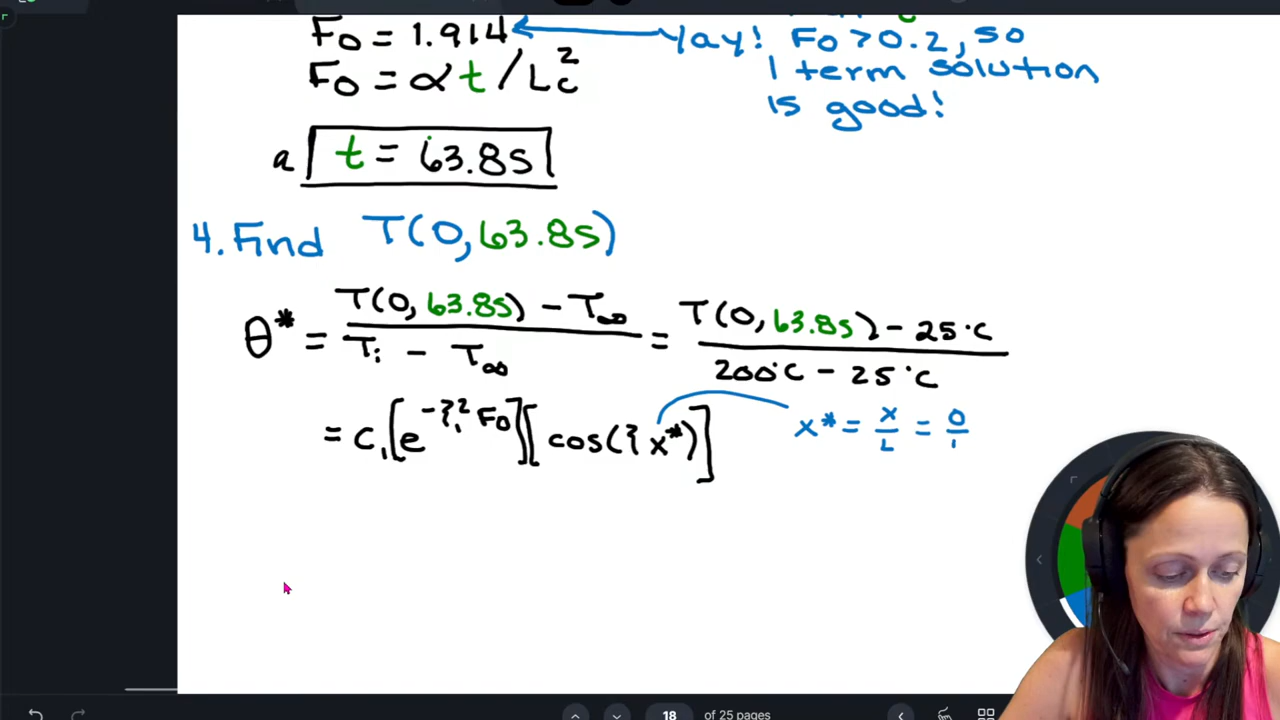 Fo = 1.914
Yay! Fo > 0.2, so
1 term solution
is good!
Fo = αt/Lc²
a t = 63.8s
4. Find T(0, 63.8s)
θ* = T(0, 63.8s) - T∞ / Ti - T∞ = T(0, 63.8s) - 25°C / 200°C - 25°C
= c₁[e^-ζ₁² Fo][cos(ζ x*)]
x* = x/L = 0/
18 of 25 pages